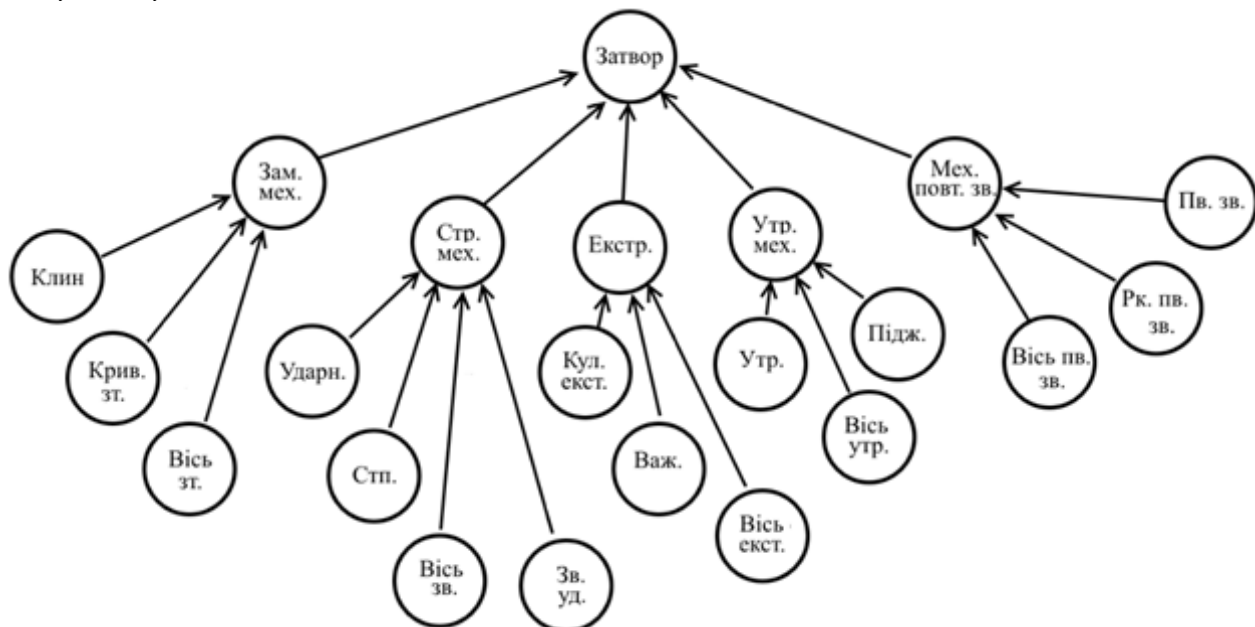 Затвор
Зам.
мех.
Мех.
повт. зв.
Пв. зв.
Стр.
мех.
Екстр.
Утр.
мех.
Клин
Рк. пв.
зв.
Крив.
зт.
Ударн.
Кул.
екст.
Утр.
Підж.
Вісь пв.
зв.
Вісь
зт.
Стп.
Важ.
Вісь
утр.
Вісь
зв.
Зв.
уд.
Вісь
екст.